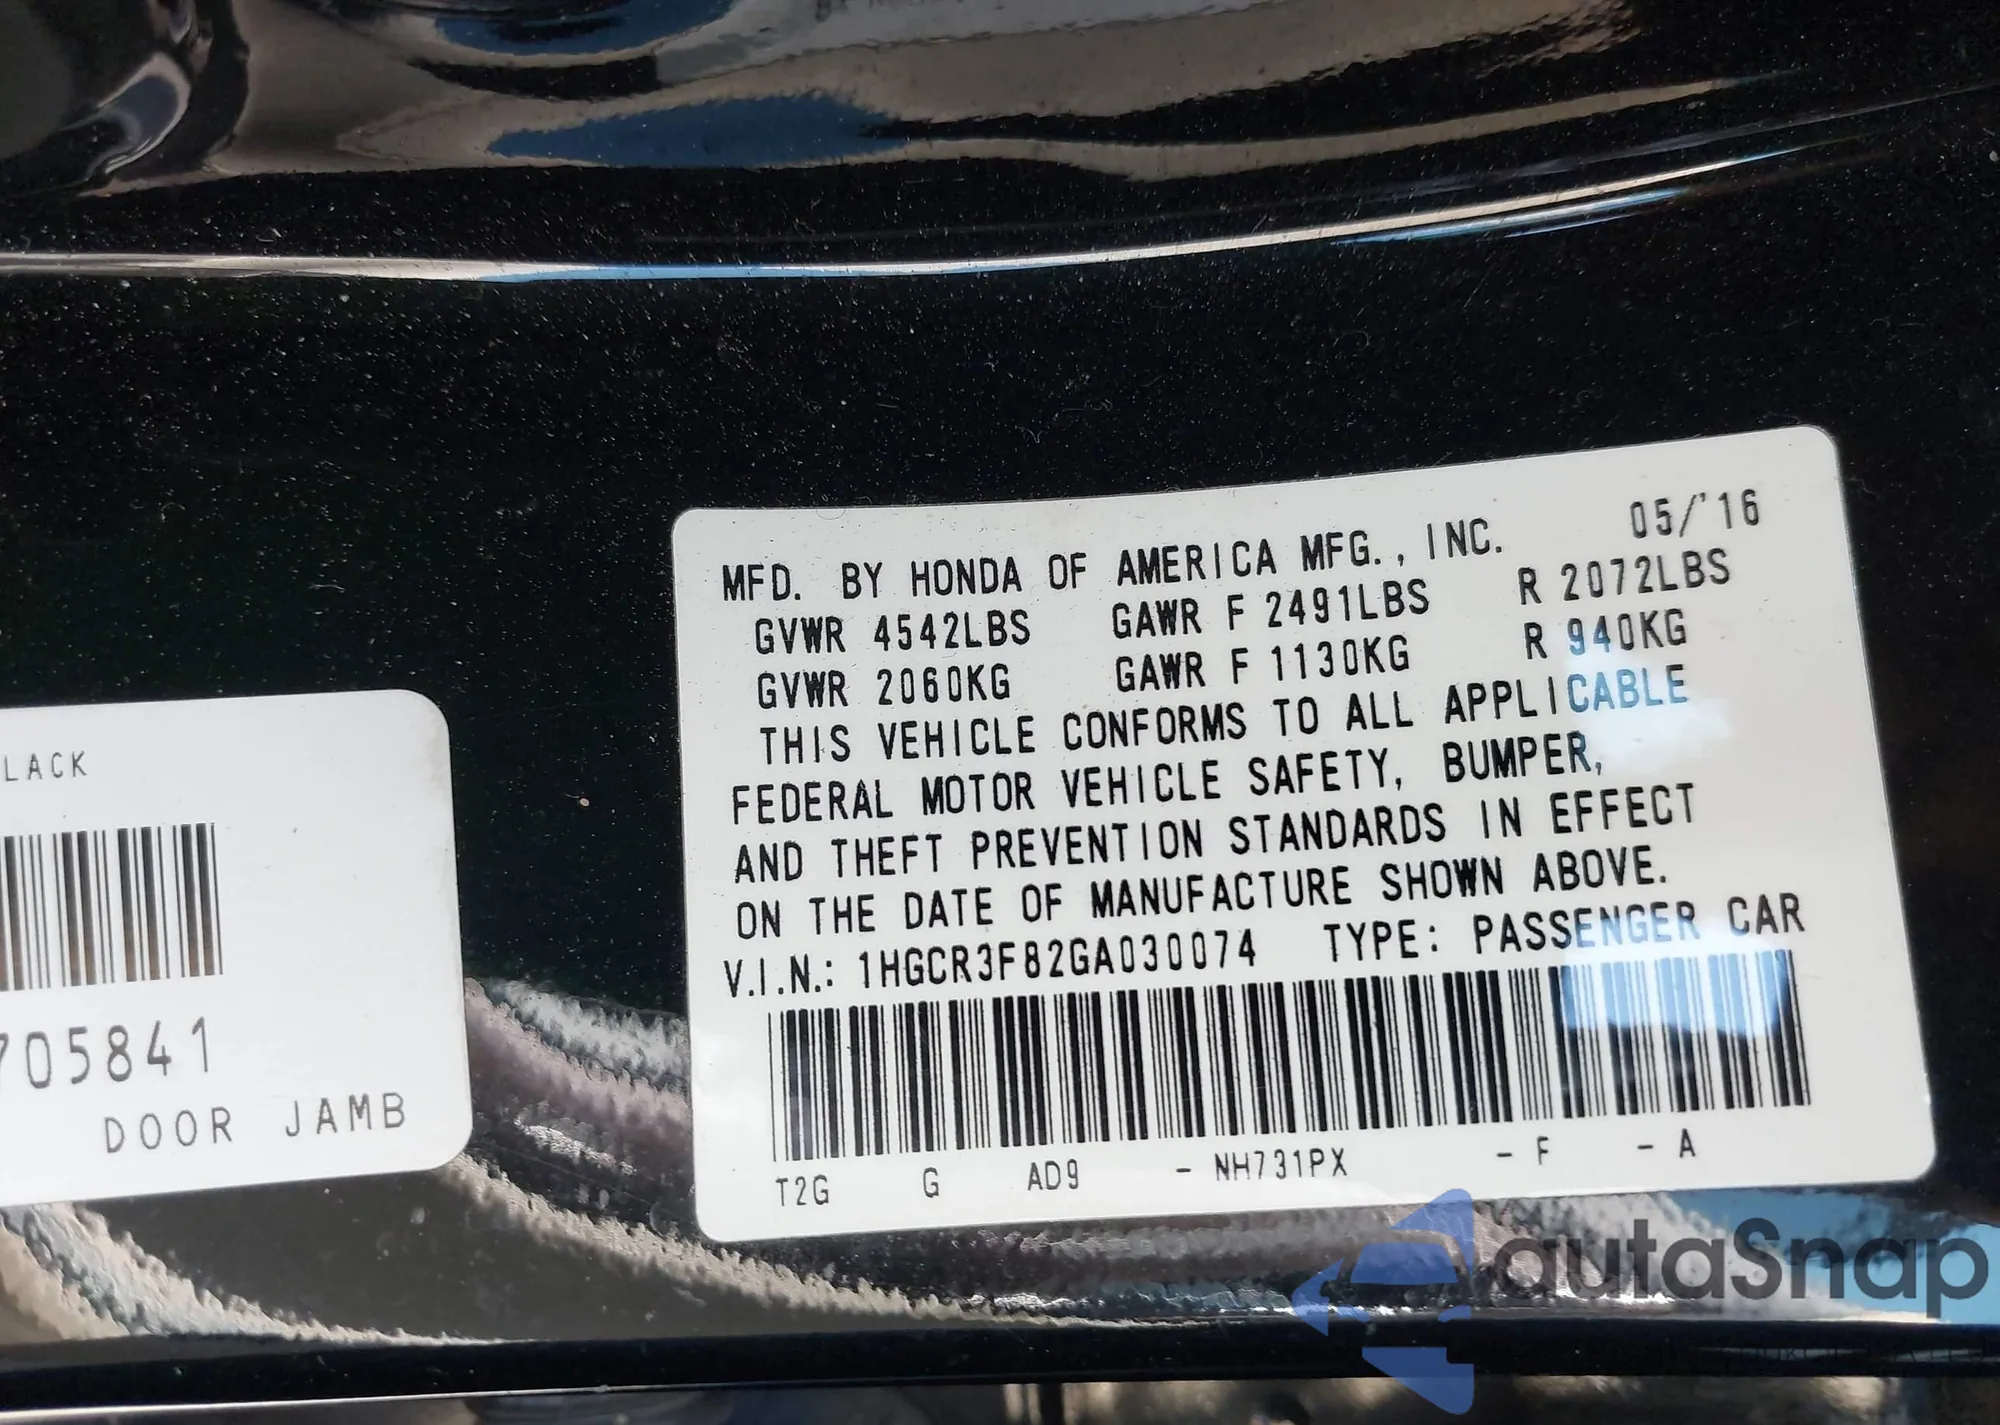 MFD. BY HONDA OF AMERICA MFG., INC. 05/'16
GVWR 4542LBS GAWR F 2491LBS R 2072LBS
GVWR 2060KG GAWR F 1130KG R 940KG
THIS VEHICLE CONFORMS TO ALL APPLICABLE
FEDERAL MOTOR VEHICLE SAFETY, BUMPER,
AND THEFT PREVENTION STANDARDS IN EFFECT
ON THE DATE OF MANUFACTURE SHOWN ABOVE.
V.I.N.: 1HGCR3F82GA030074 TYPE: PASSENGER CAR
T2G G AD9 - NH731PX - F - A
LACK
705841
DOOR JAMB
autaSnap